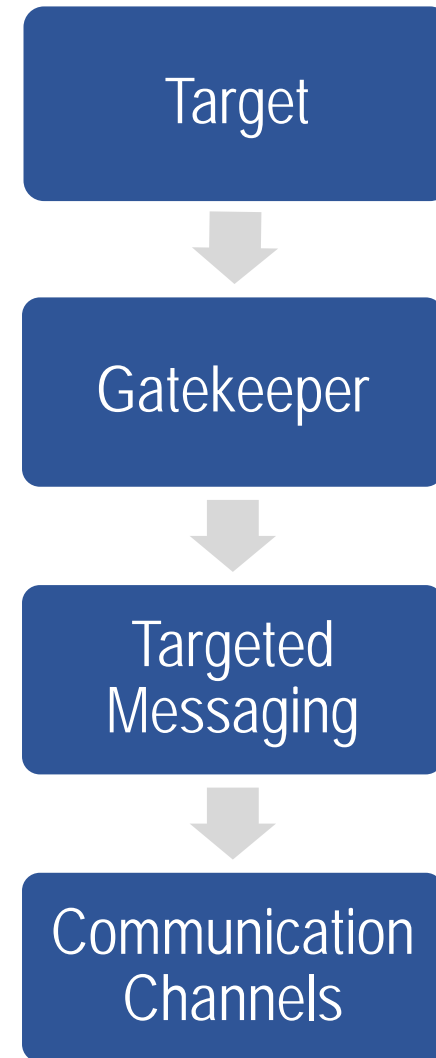 Target
Gatekeeper
Targeted
Messaging
Communication
Channels